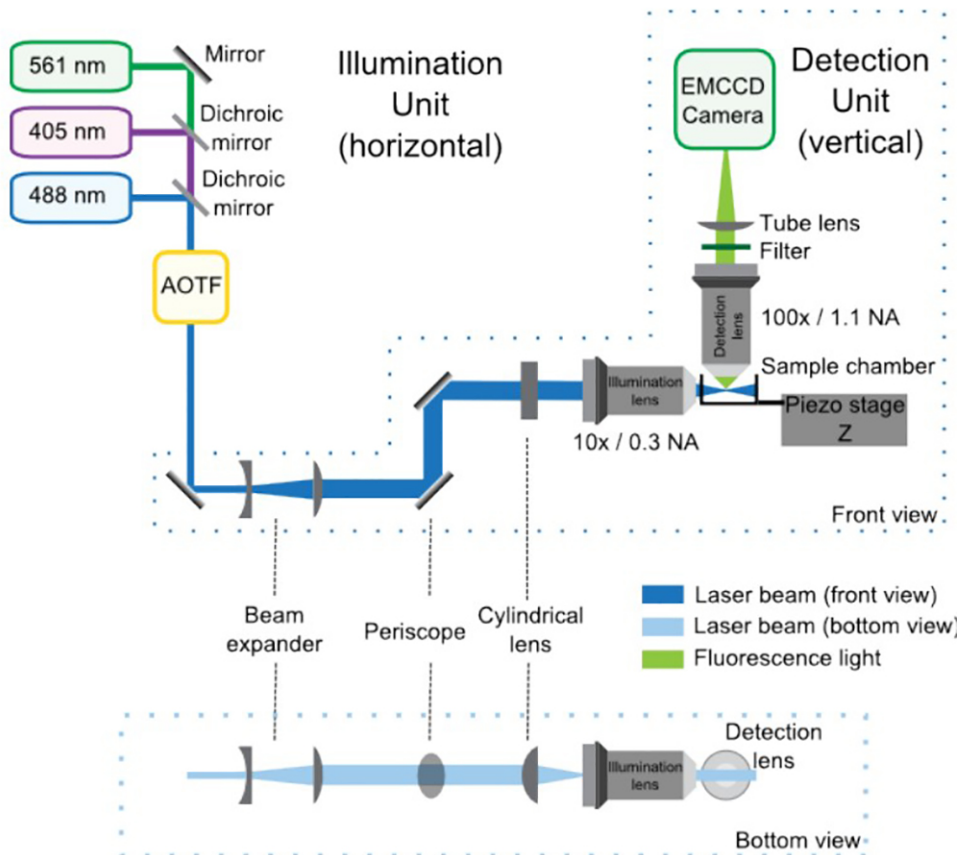 561 nm
Mirror
405 nm
Dichroic
mirror
488 nm
Dichroic
mirror
AOTF
Illumination
Unit
(horizontal)
EMCCD
Camera
Detection
Unit
(vertical)
Tube lens
Filter
Detection
lens
100x / 1.1 NA
Sample chamber
Illumination
lens
10x / 0.3 NA
Piezo stage
Z
Front view
Beam
expander
Periscope
Cylindrical
lens
Laser beam (front view)
Laser beam (bottom view)
Fluorescence light
Illumination
lens
Detection
lens
Bottom view